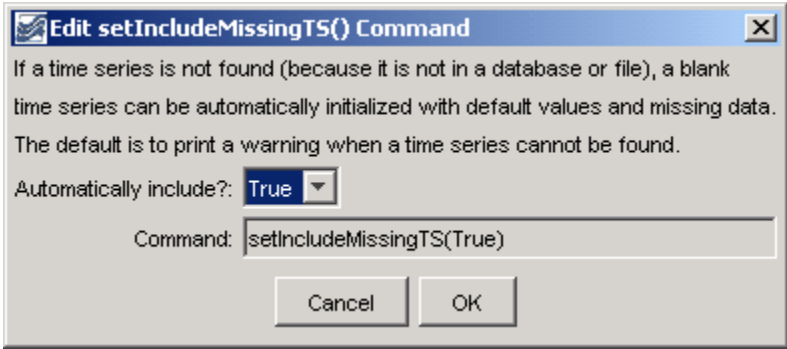 Edit setIncludeMissingTS() Command
If a time series is not found (because it is not in a database or file), a blank
time series can be automatically initialized with default values and missing data.
The default is to print a warning when a time series cannot be found.
Automatically include?: True
Command: setIncludeMissingTS(True)
Cancel OK